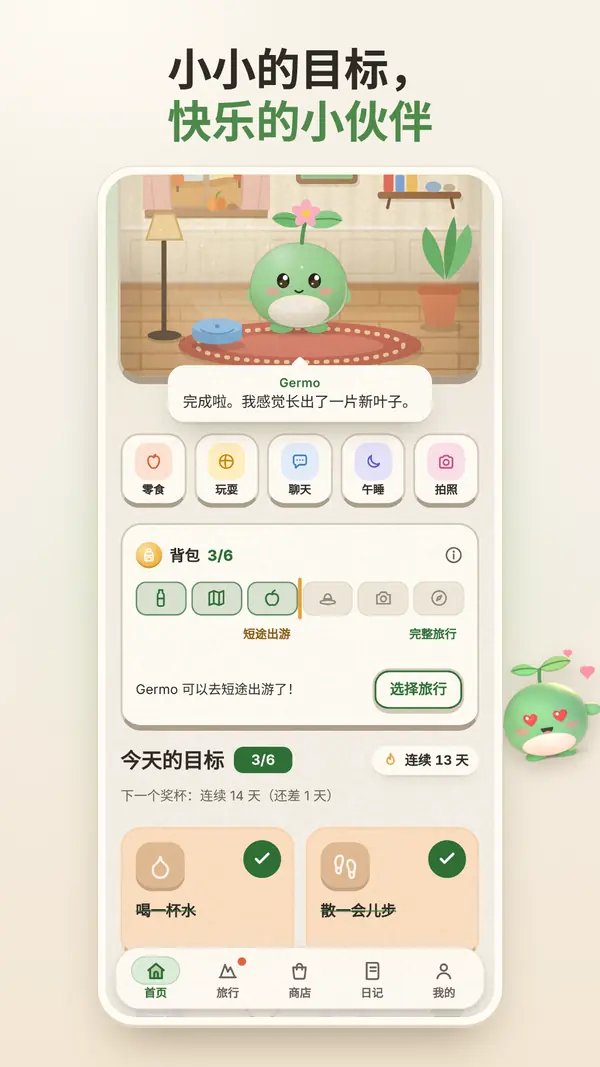 小小的目标，
快乐的小伙伴
Germo
完成啦。我感觉长出了一片新叶子。
零食
玩耍
聊天
午睡
拍照
背包 3/6
短途出游
完整旅行
Germo 可以去短途出游了！
选择旅行
今天的目标 3/6
连续 13 天
下一个奖杯：连续 14 天（还差 1 天）
喝一杯水
散一会儿步
首页
旅行
商店
日记
我的